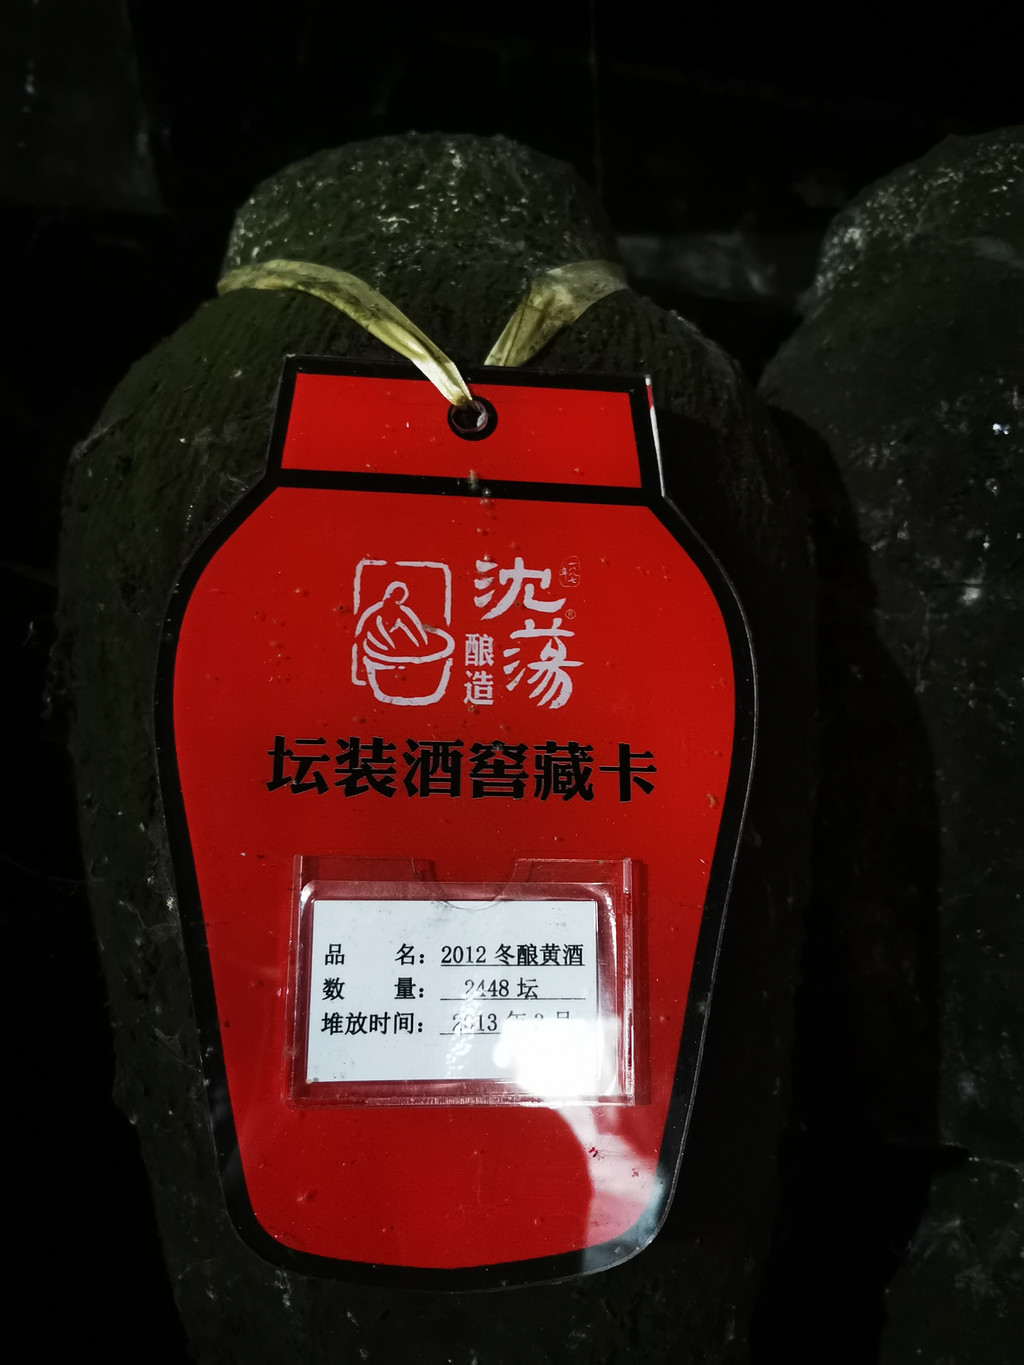 沈荡
酿造
坛装酒窖藏卡
品 名：2012 冬酿黄酒
数 量：2448 坛
堆放时间：2013 年